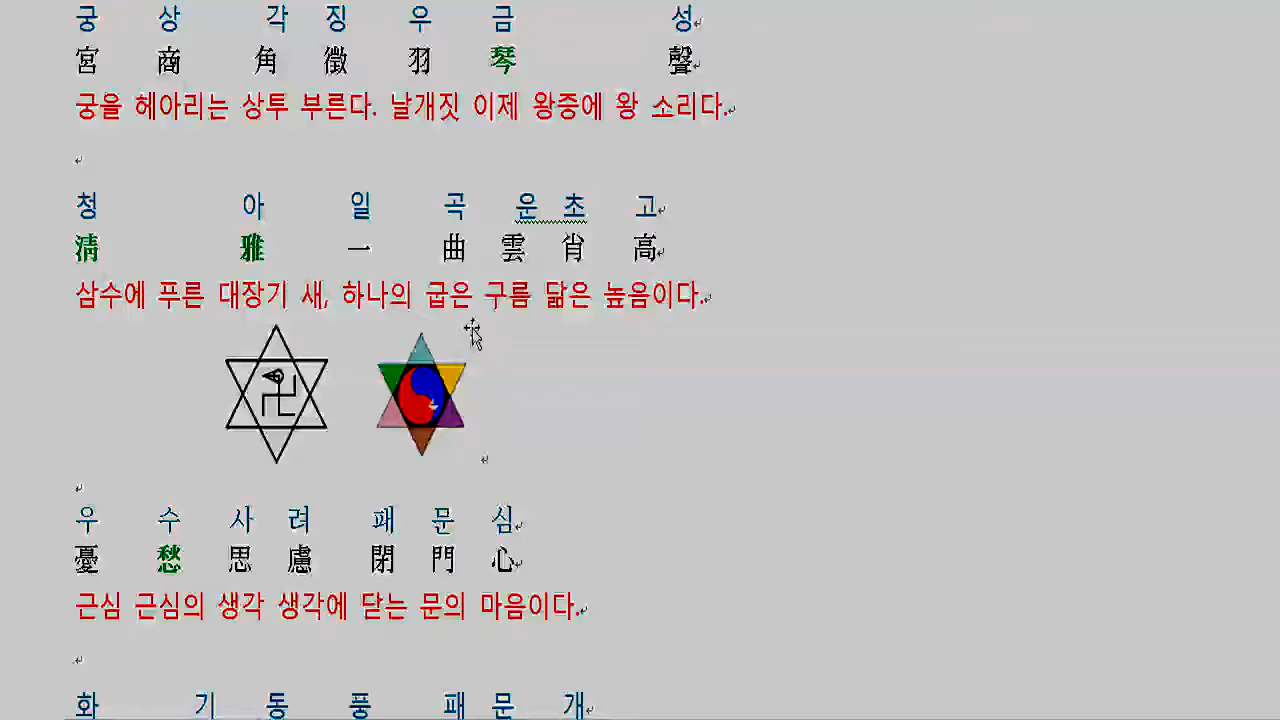 궁 상 각 징 우 금 성
宮 商 角 徵 羽 琴 聲
궁을 헤아리는 상투 부른다. 날개짓 이제 왕중에 왕 소리다.
청 아 일 곡 운 초 고
淸 雅 一 曲 雲 肖 高
삼수에 푸른 대장기 새, 하나의 굽은 구름 닮은 높음이다.
우 수 사 려 패 문 심
憂 愁 思 慮 閉 門 心
근심 근심의 생각 생각에 닫는 문의 마음이다.
화 기 동 풍 패 문 개